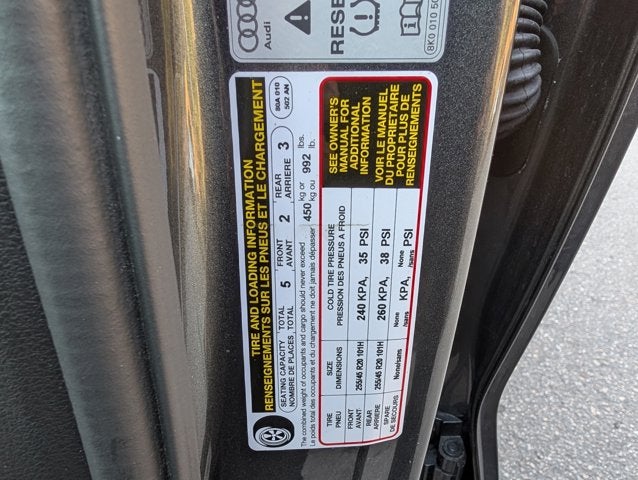 Audi
RESE
8K0 010 50
TIRE AND LOADING INFORMATION
RENSEIGNEMENTS SUR LES PNEUS ET LE CHARGEMENT
80A 010
502 AN
SEATING CAPACITY TOTAL 5 FRONT 2 REAR 3
NOMBRE DE PLACES, TOTAL AVANT ARRIERE
The combined weight of occupants and cargo should never exceed 450 kg or 992 lbs.
Le poids total des occupants et du chargement ne doit jamais dépasser kg ou lb.
TIRE SIZE COLD TIRE PRESSURE
PNEU DIMENSIONS PRESSION DES PNEUS A FROID
FRONT
AVANT 255/45 R20 101H 240 KPA, 35 PSI
REAR
ARRIERE 255/45 R20 101H 260 KPA, 38 PSI
SPARE
DE SECOURS None/sans None /sans KPA, None /sans PSI
SEE OWNER'S
MANUAL FOR
ADDITIONAL
INFORMATION
VOIR LE MANUEL
DU PROPRIETAIRE
POUR PLUS DE
RENSEIGNEMENTS